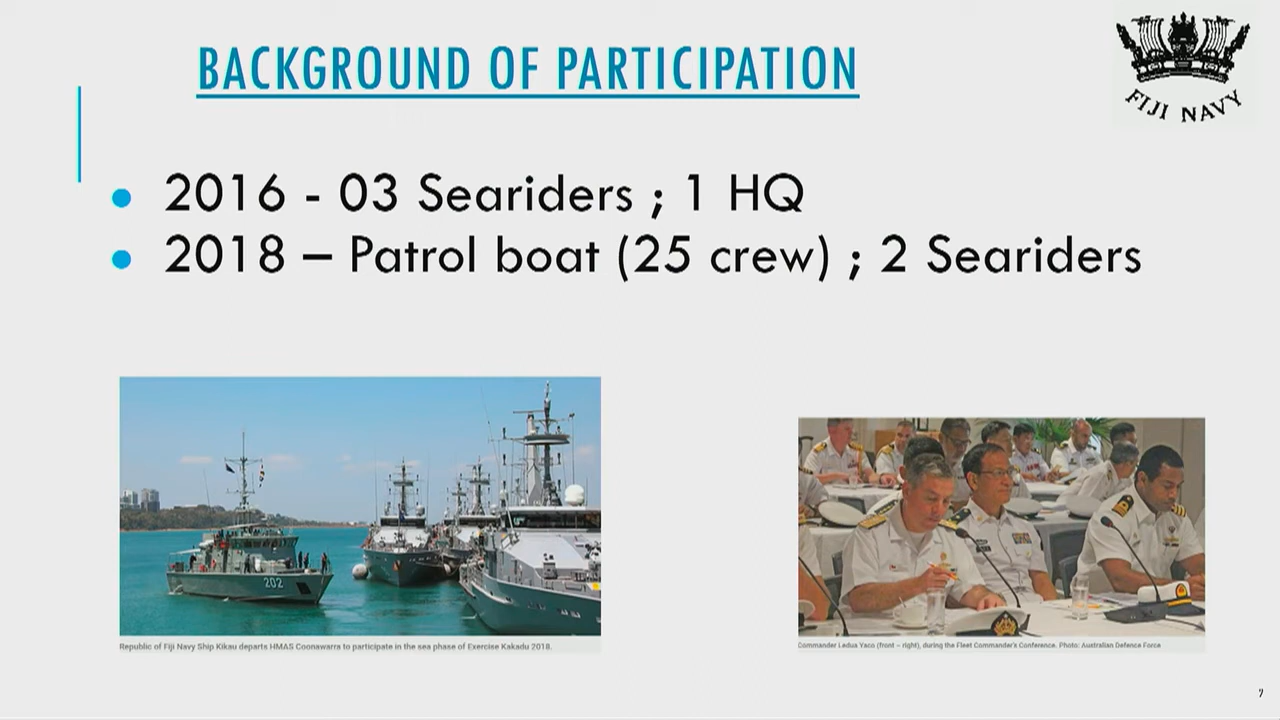 BACKGROUND OF PARTICIPATION
FIJI NAVY
2016 - 03 Seariders ; 1 HQ
2018 – Patrol boat (25 crew) ; 2 Seariders
202
Republic of Fiji Navy Ship Kikau departs HMAS Coonawarra to participate in the sea phase of Exercise Kakadu 2018.
Commander Ledua Yaco (front – right), during the Fleet Commander's Conference. Photo: Australian Defence Force
7